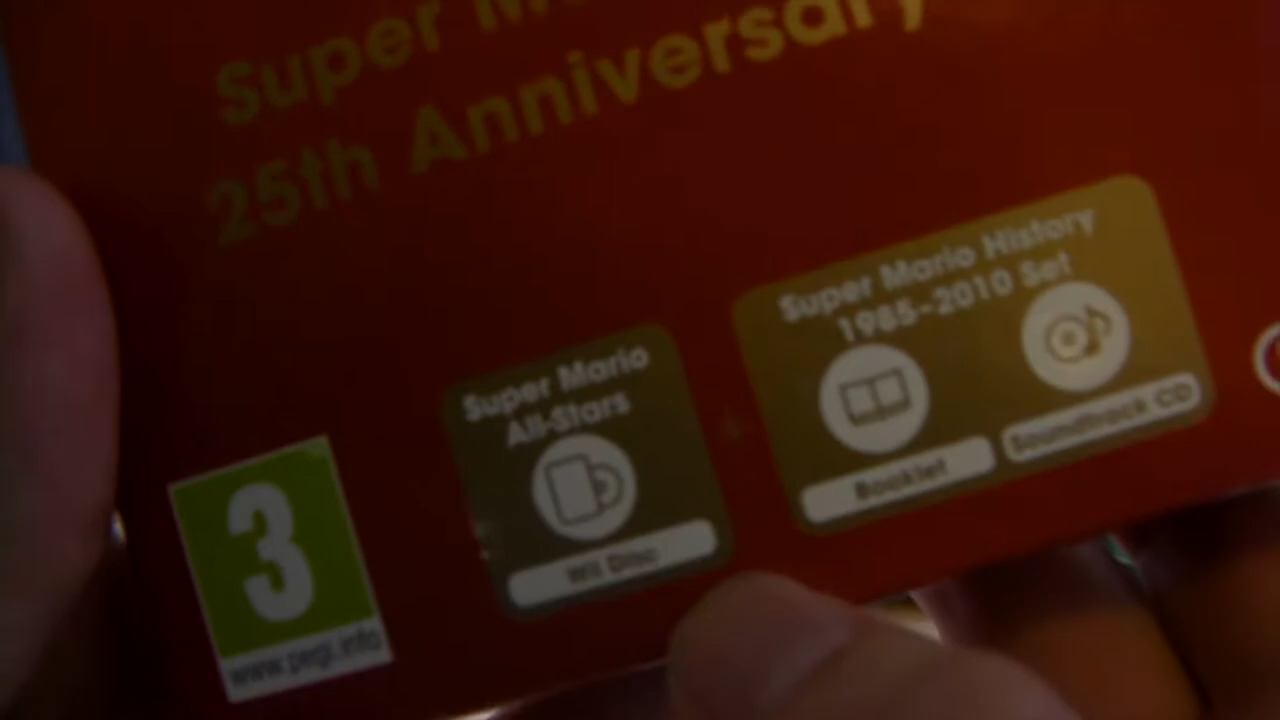 Super M
25th Anniversary
Super Mario History
1985-2010 Set
Booklet
Soundtrack CD
Super Mario
All-Stars
Wii Disc
3
www.pegi.info